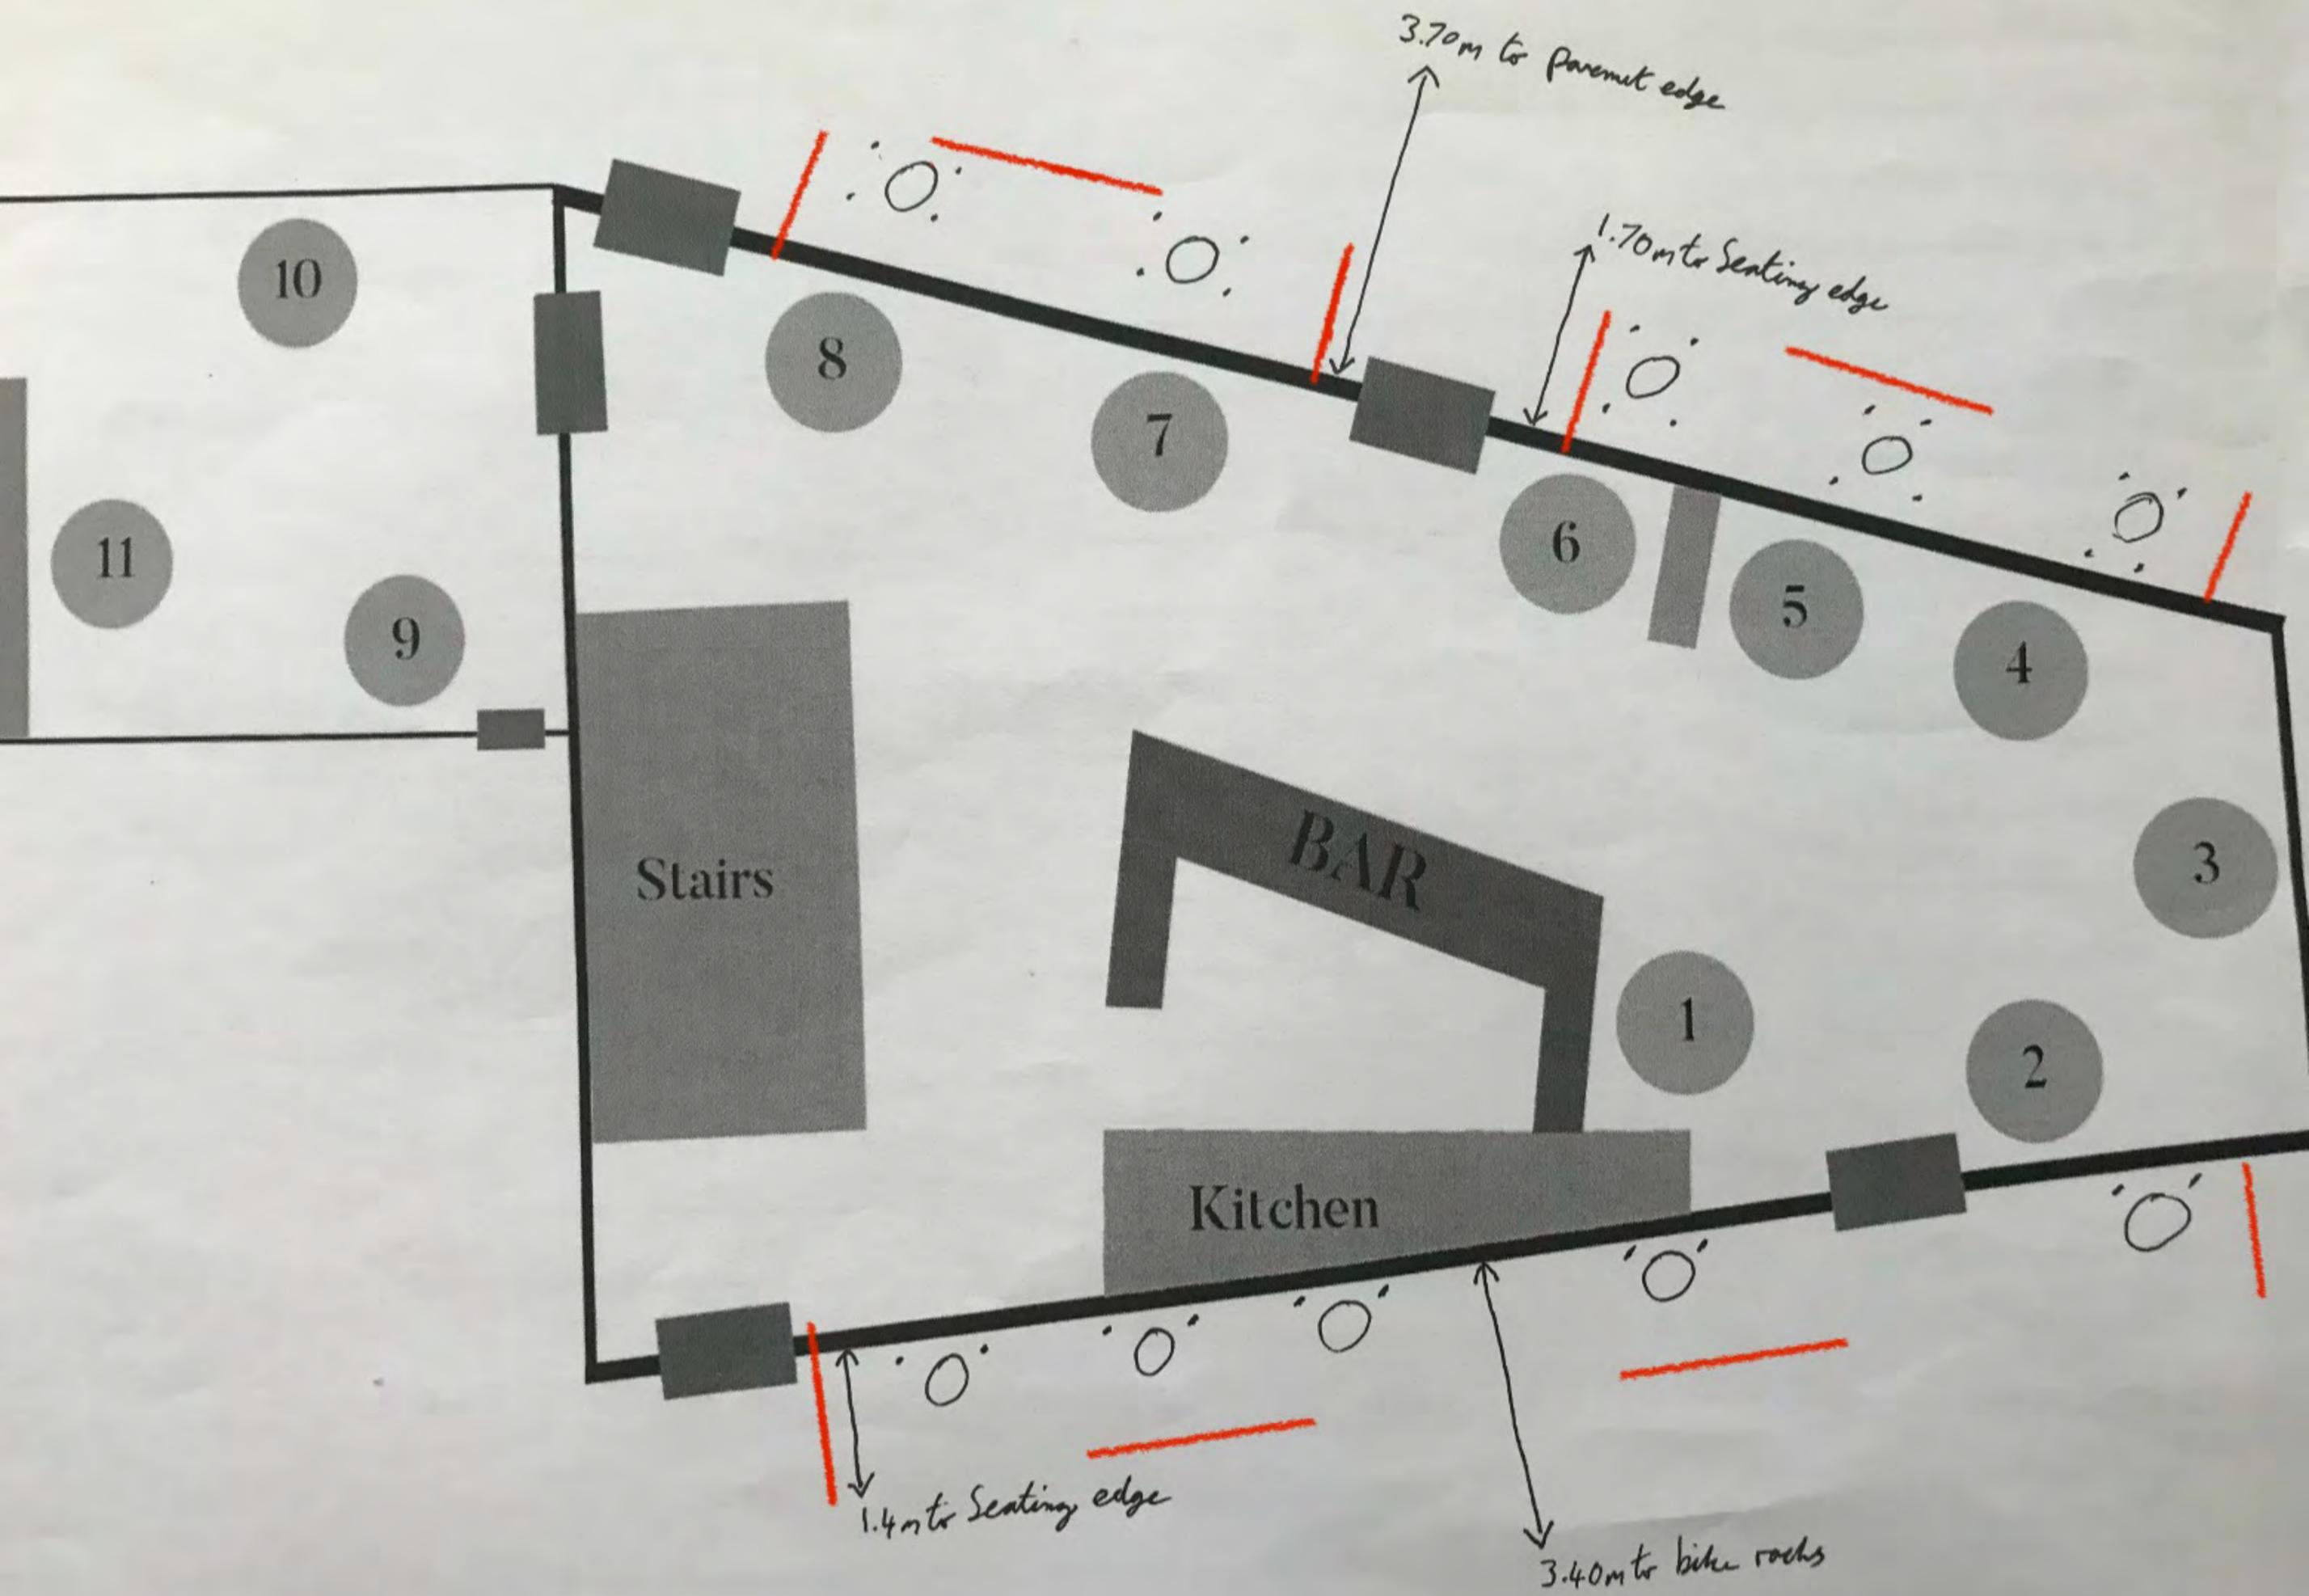 3.70m to pavemnt edge
1.70m to Seating edge
10
8
7
6
11
5
9
4
BAR
3
Stairs
1
2
Kitchen
1.4m to Seating edge
3.40m to bike racks